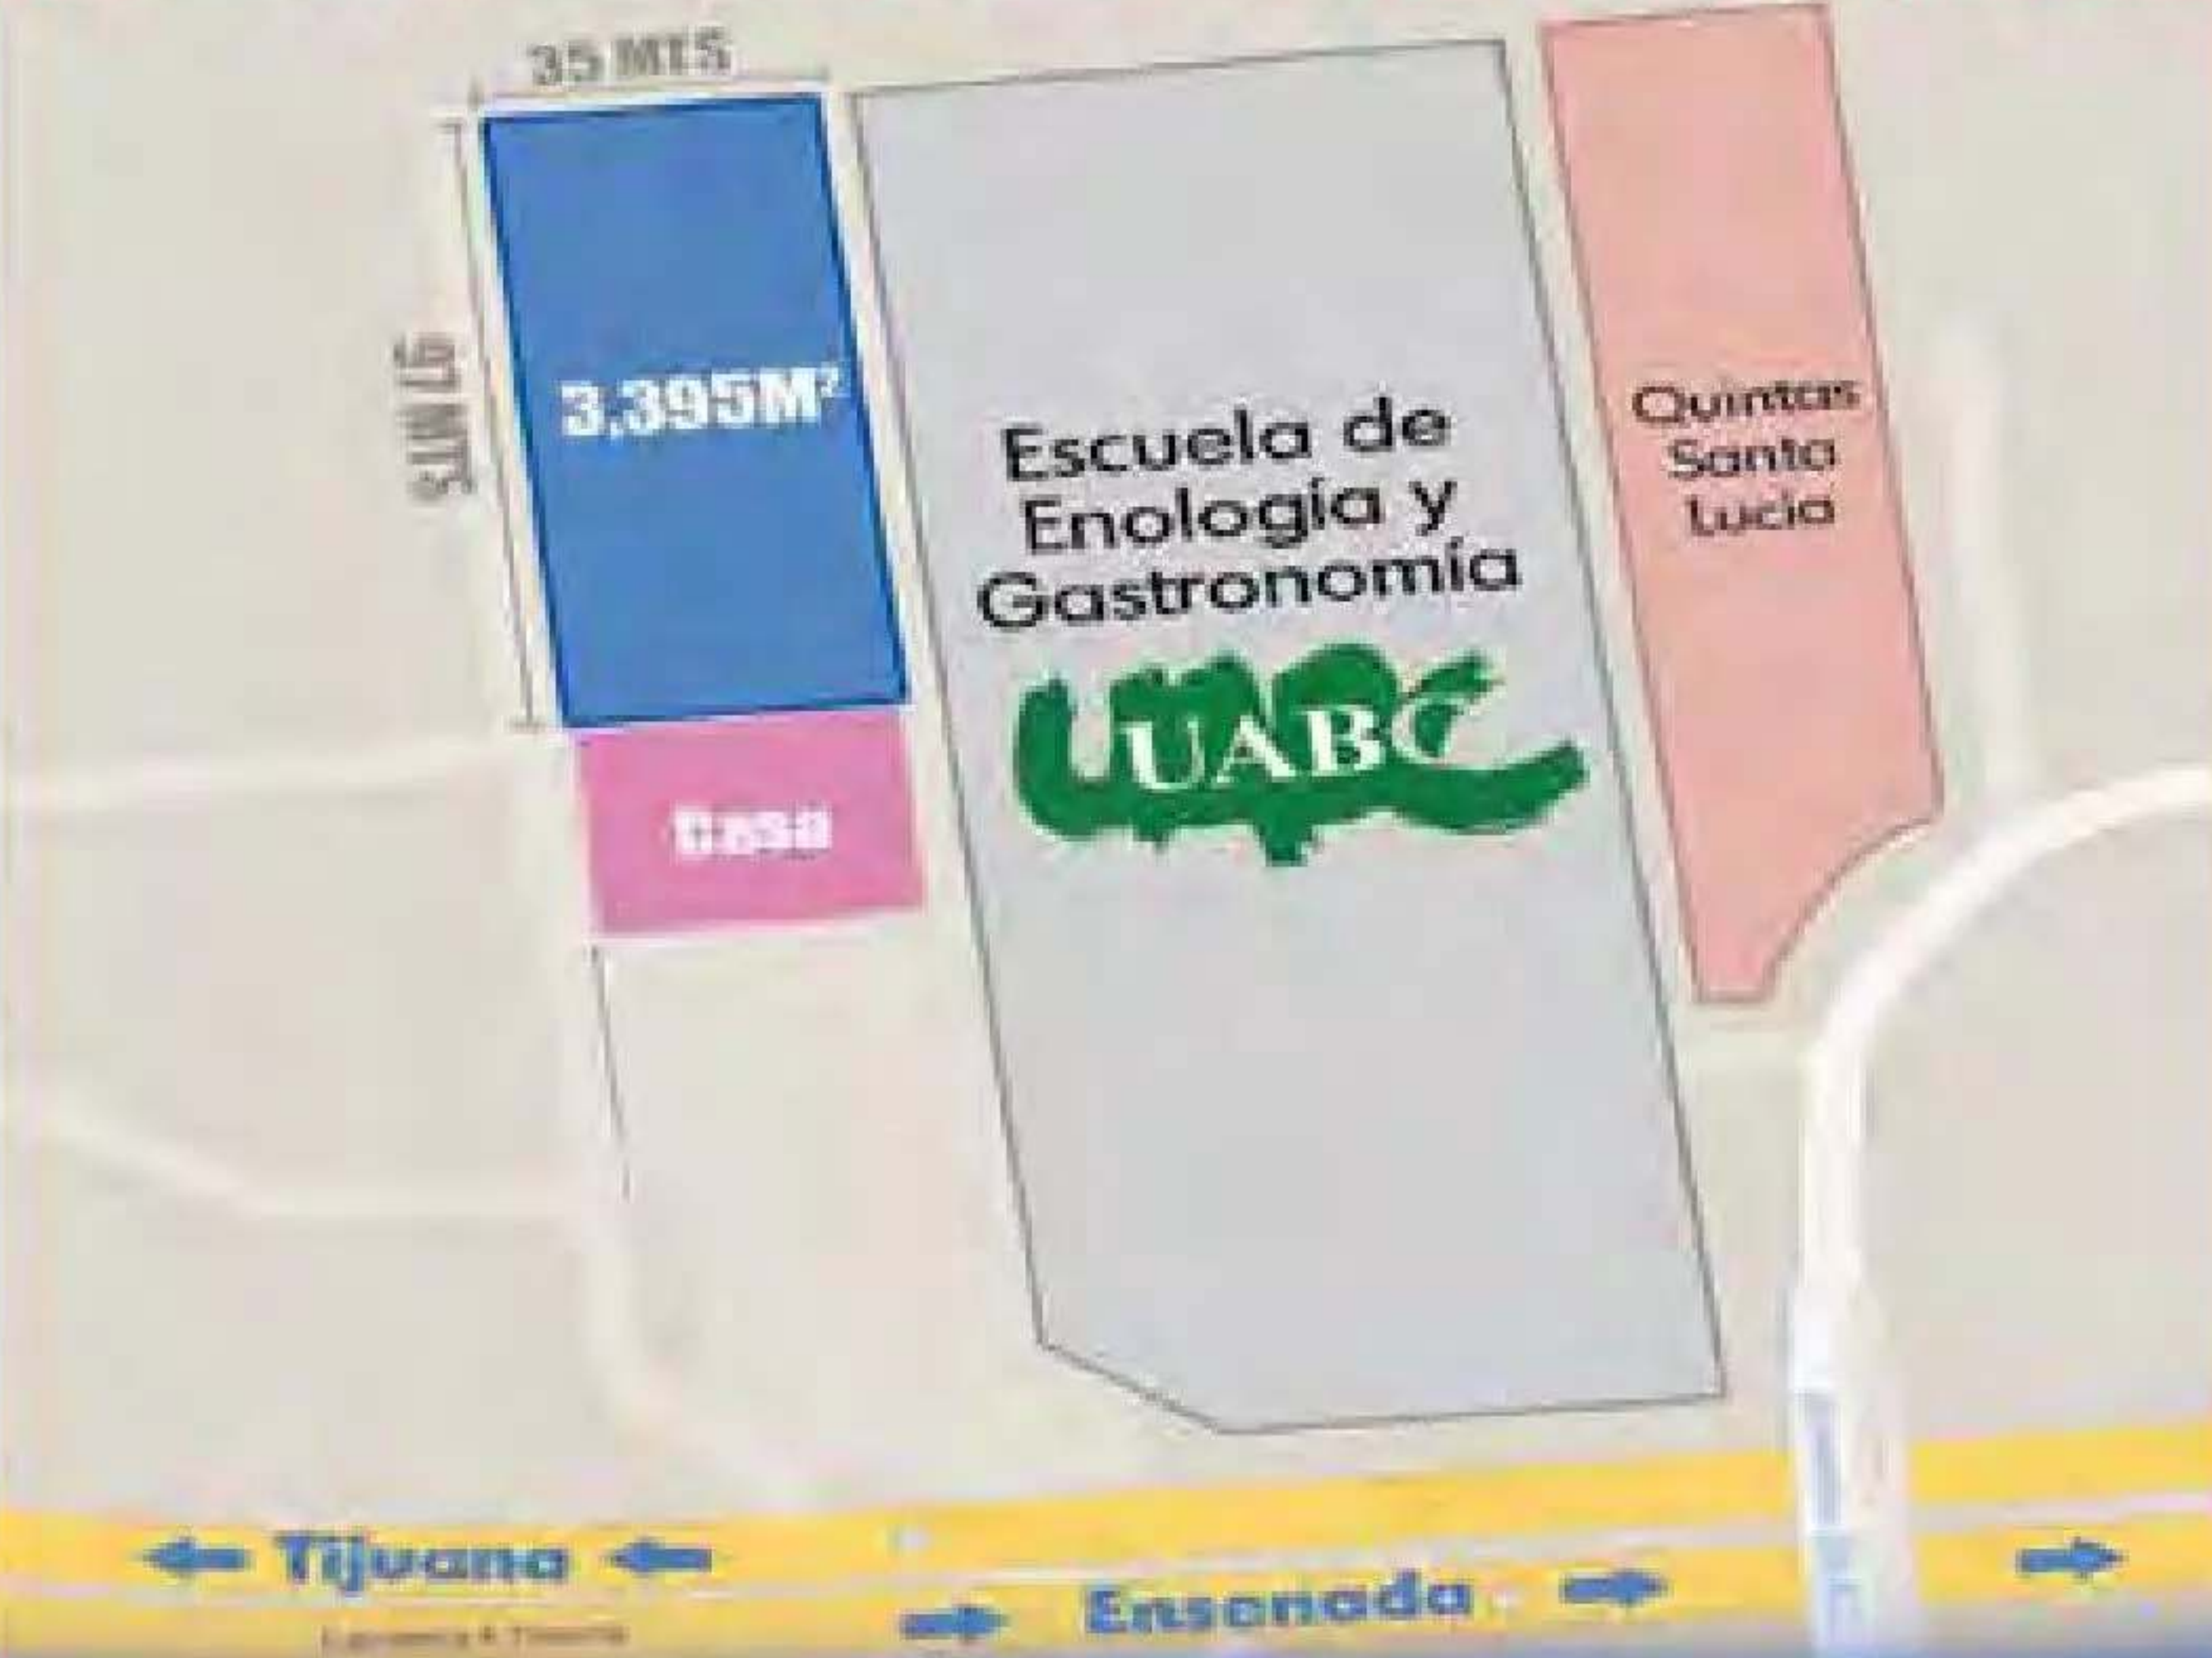 35 MTS
97 MTS
3,395M²
Escuela de
Enología y
Gastronomía
UABC
Quintas
Santa
Lucia
Casa
Tijuana
Ensenada